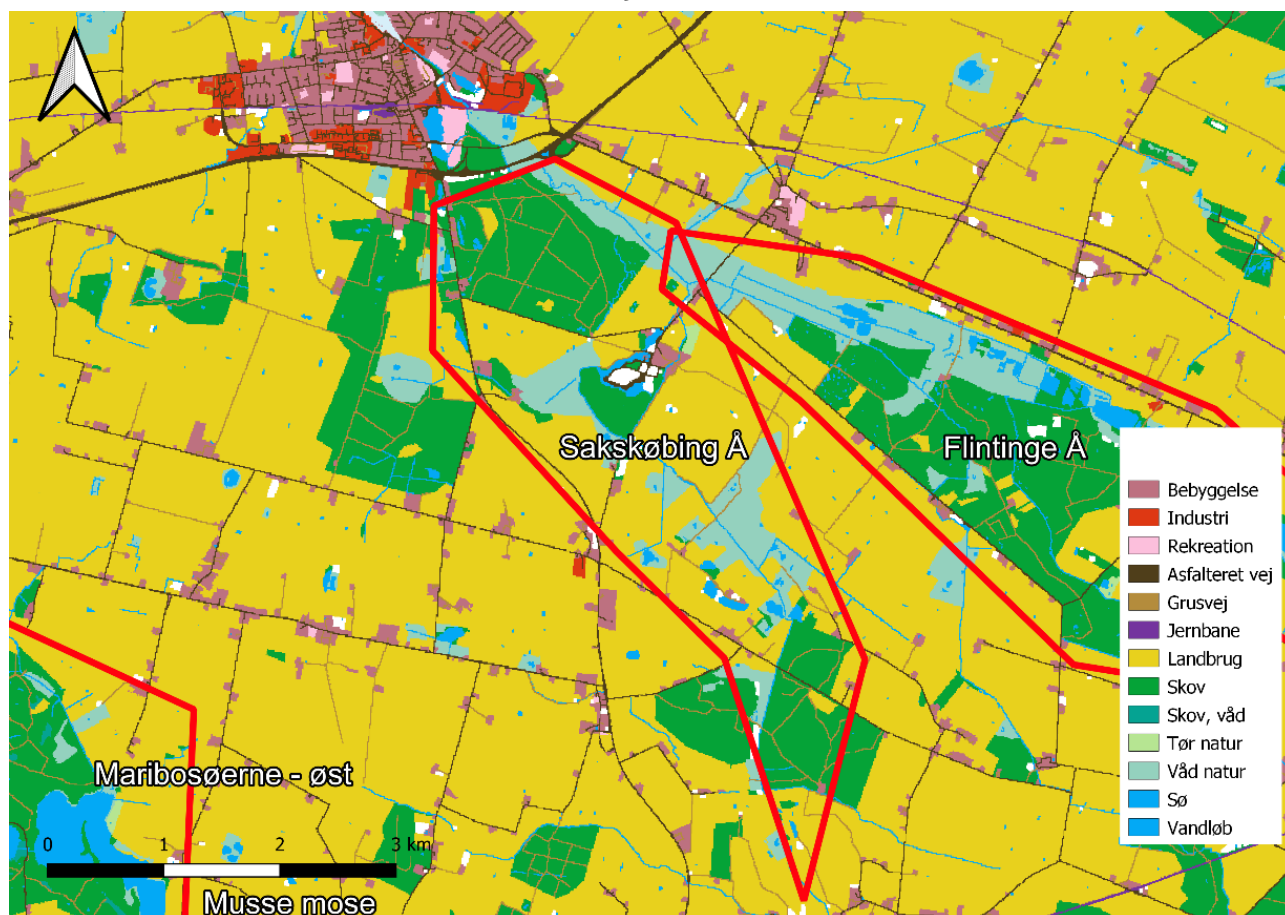 Sakskøbing Å
Flintinge Å
Bebyggelse
Industri
Rekreation
Asfalteret vej
Grusvej
Jernbane
Landbrug
Skov
Skov, våd
Tør natur
Våd natur
Sø
Vandløb
Maribosøerne - øst
0 1 2 3 km
Musse mose